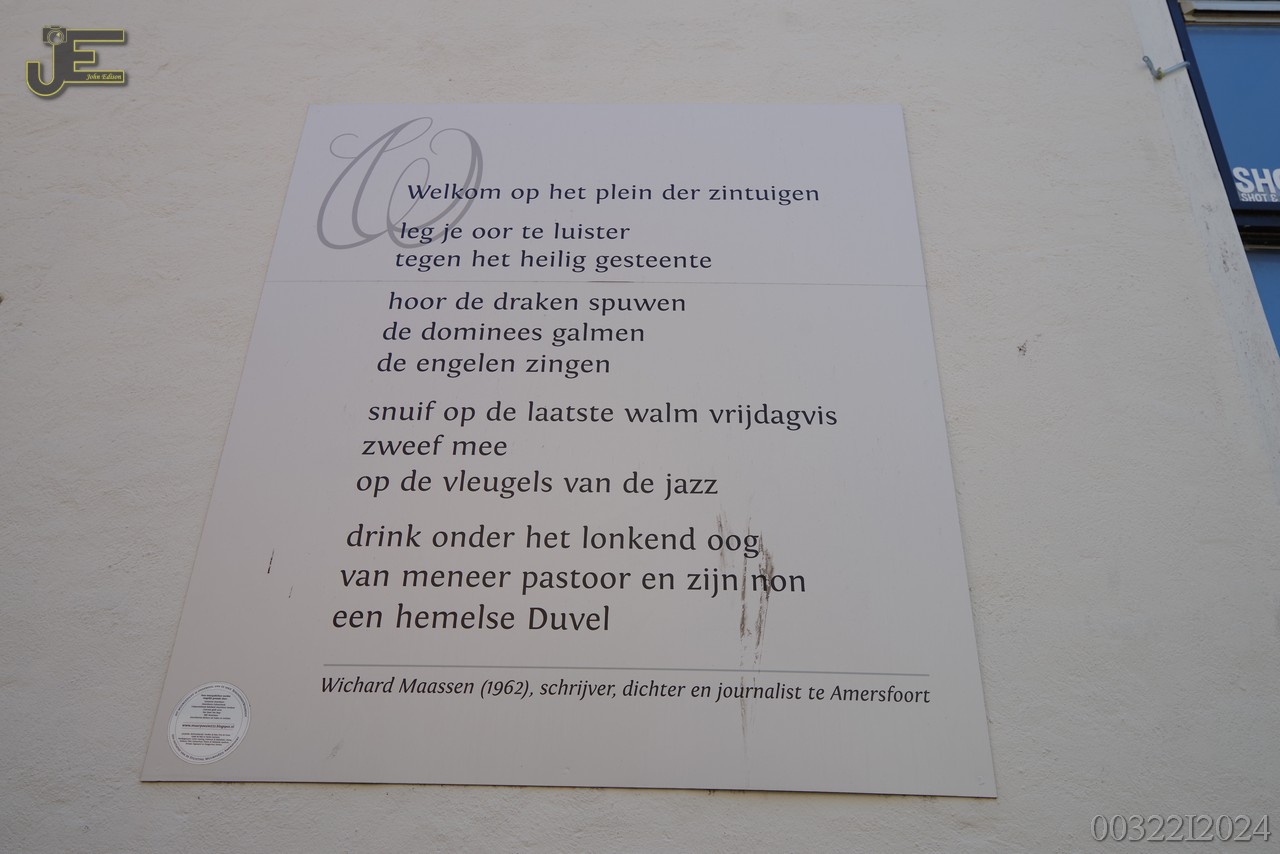 John Edison
W
Welkom op het plein der zintuigen
leg je oor te luister
tegen het heilig gesteente
hoor de draken spuwen
de dominees galmen
de engelen zingen
snuif op de laatste walm vrijdagvis
zweef mee
op de vleugels van de jazz
drink onder het lonkend oog
van meneer pastoor en zijn non
een hemelse Duvel
Wichard Maassen (1962), schrijver, dichter en journalist te Amersfoort
SHOT &
00322I2024